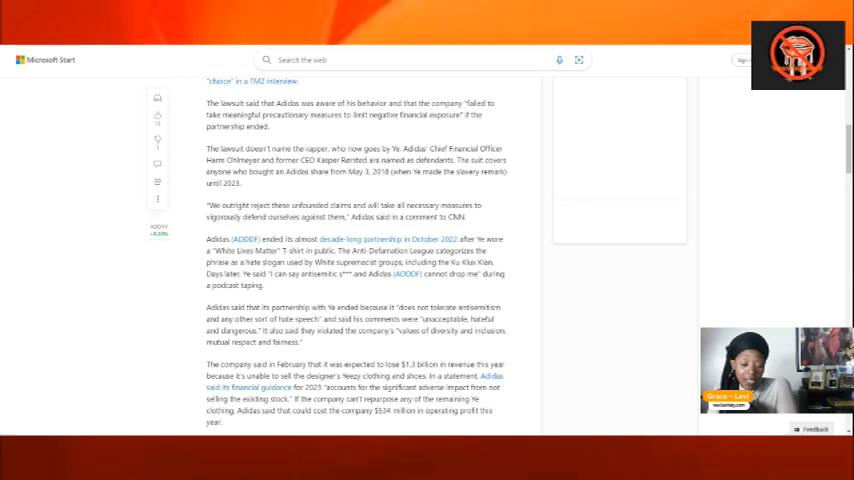 Microsoft Start
Search the web
Sign
"choice" in a TMZ interview.
The lawsuit said that Adidas was aware of his behavior and that the company "failed to
take meaningful precautionary measures to limit negative financial exposure" if the
partnership ended.
The lawsuit doesn't name the rapper, who now goes by Ye. Adidas' Chief Financial Officer
Harm Ohlmeyer and former CEO Kasper Rørsted are named as defendants. The suit covers
anyone who bought an Adidas share from May 3, 2018 (when Ye made the slavery remark)
until 2023.
"We outright reject these unfounded claims and will take all necessary measures to
vigorously defend ourselves against them," Adidas said in a comment to CNN.
ADDYY
+0.20%
Adidas (ADDDF) ended its almost decade-long partnership in October 2022 after Ye wore
a "White Lives Matter" T-shirt in public. The Anti-Defamation League categorizes the
phrase as a hate slogan used by White supremacist groups, including the Ku Klux Klan.
Days later, Ye said "I can say antisemitic s*** and Adidas (ADDDF) cannot drop me" during
a podcast taping.
Adidas said that its partnership with Ye ended because it "does not tolerate antisemitism
and any other sort of hate speech" and said his comments were "unacceptable, hateful
and dangerous." It also said they violated the company's "values of diversity and inclusion,
mutual respect and fairness."
The company said in February that it was expected to lose $1.3 billion in revenue this year
because it's unable to sell the designer's Yeezy clothing and shoes. In a statement, Adidas
said its financial guidance for 2023 "accounts for the significant adverse impact from not
selling the existing stock." If the company can't repurpose any of the remaining Ye
clothing, Adidas said that could cost the company $534 million in operating profit this
year.
Grace - Levi
Feedback